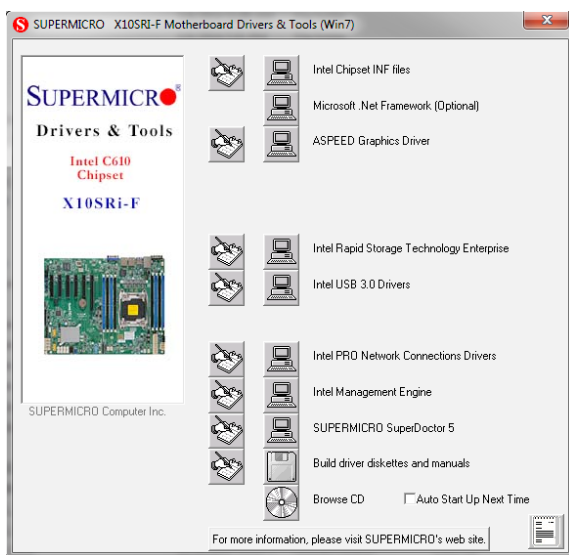 SUPERMICRO X10SRI-F Motherboard Drivers & Tools (Win7)
SUPERMICRO®
Drivers & Tools
Intel C610
Chipset
X10SRi-F
SUPERMICRO Computer Inc.
Intel Chipset INF files
Microsoft .Net Framework (Optional)
ASPEED Graphics Driver
Intel Rapid Storage Technology Enterprise
Intel USB 3.0 Drivers
Intel PRO Network Connections Drivers
Intel Management Engine
SUPERMICRO SuperDoctor 5
Build driver diskettes and manuals
Browse CD Auto Start Up Next Time
For more information, please visit SUPERMICRO's web site.